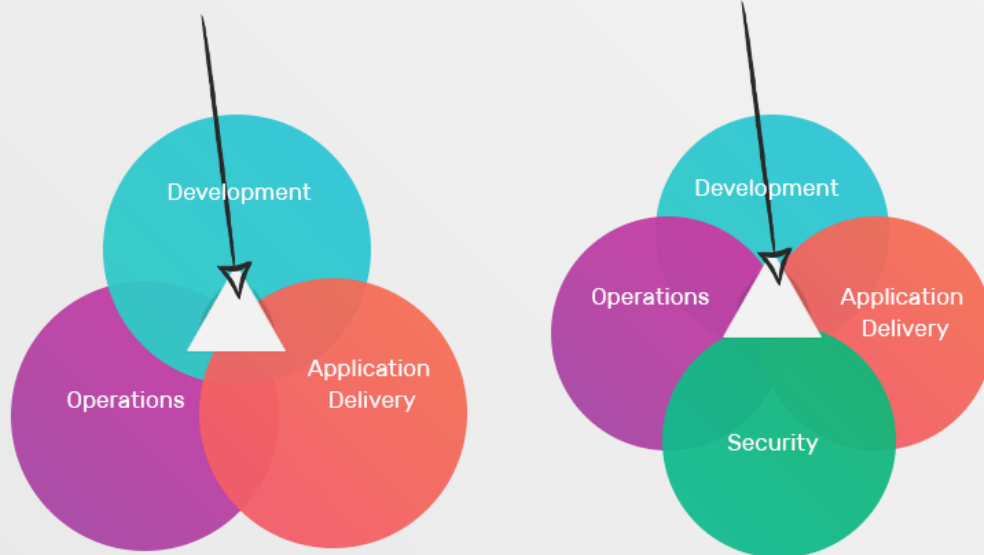 Development
Operations
Application
Delivery
Development
Operations
Application
Delivery
Security